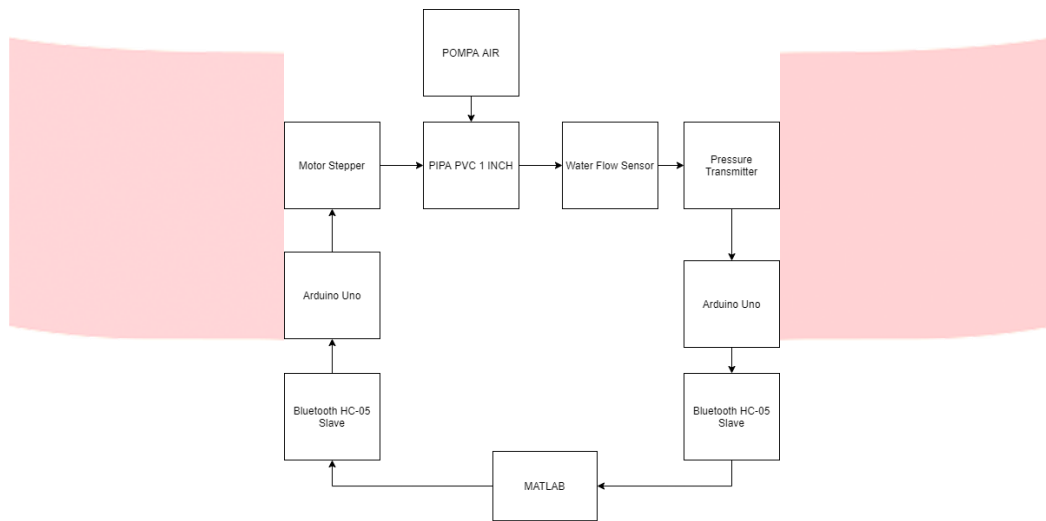 POMPA AIR
Motor Stepper
PIPA PVC 1 INCH
Water Flow Sensor
Pressure
Transmitter
Arduino Uno
Arduino Uno
Bluetooth HC-05
Slave
Bluetooth HC-05
Slave
MATLAB